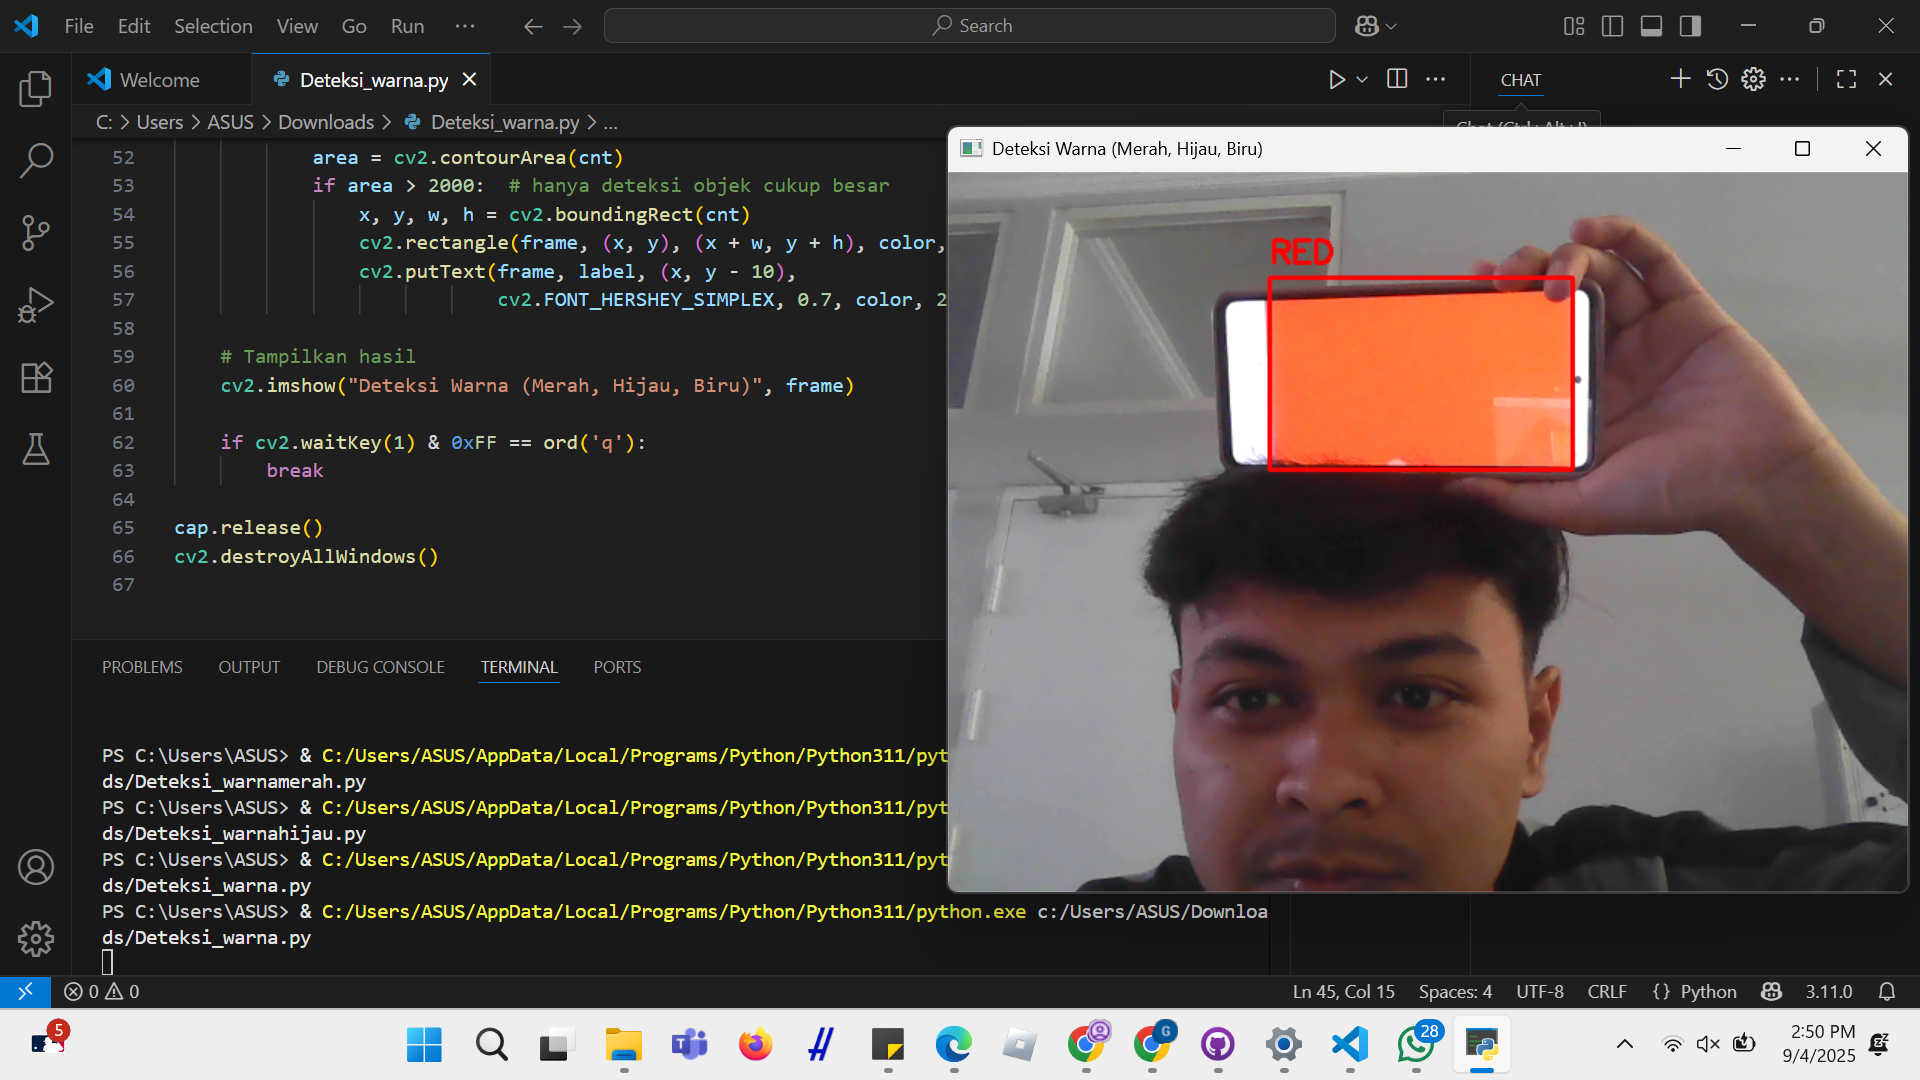 File Edit Selection View Go Run ··· Search
Welcome Deteksi_warna.py CHAT
C: > Users > ASUS > Downloads > Deteksi_warna.py > ...
52 area = cv2.contourArea(cnt)
53 if area > 2000: # hanya deteksi objek cukup besar
54 x, y, w, h = cv2.boundingRect(cnt)
55 cv2.rectangle(frame, (x, y), (x + w, y + h), color,
56 cv2.putText(frame, label, (x, y - 10),
57 cv2.FONT_HERSHEY_SIMPLEX, 0.7, color, 2
58
59 # Tampilkan hasil
60 cv2.imshow("Deteksi Warna (Merah, Hijau, Biru)", frame)
61
62 if cv2.waitKey(1) & 0xFF == ord('q'):
63 break
64
65 cap.release()
66 cv2.destroyAllWindows()
67
Deteksi Warna (Merah, Hijau, Biru)
RED
PROBLEMS OUTPUT DEBUG CONSOLE TERMINAL PORTS
PS C:\Users\ASUS> & C:/Users/ASUS/AppData/Local/Programs/Python/Python311/pyt
ds/Deteksi_warnamerah.py
PS C:\Users\ASUS> & C:/Users/ASUS/AppData/Local/Programs/Python/Python311/pyt
ds/Deteksi_warnahijau.py
PS C:\Users\ASUS> & C:/Users/ASUS/AppData/Local/Programs/Python/Python311/pyt
ds/Deteksi_warna.py
PS C:\Users\ASUS> & C:/Users/ASUS/AppData/Local/Programs/Python/Python311/python.exe c:/Users/ASUS/Downloa
ds/Deteksi_warna.py
0 0 Ln 45, Col 15 Spaces: 4 UTF-8 CRLF {} Python 3.11.0
5 G 28 2:50 PM
9/4/2025